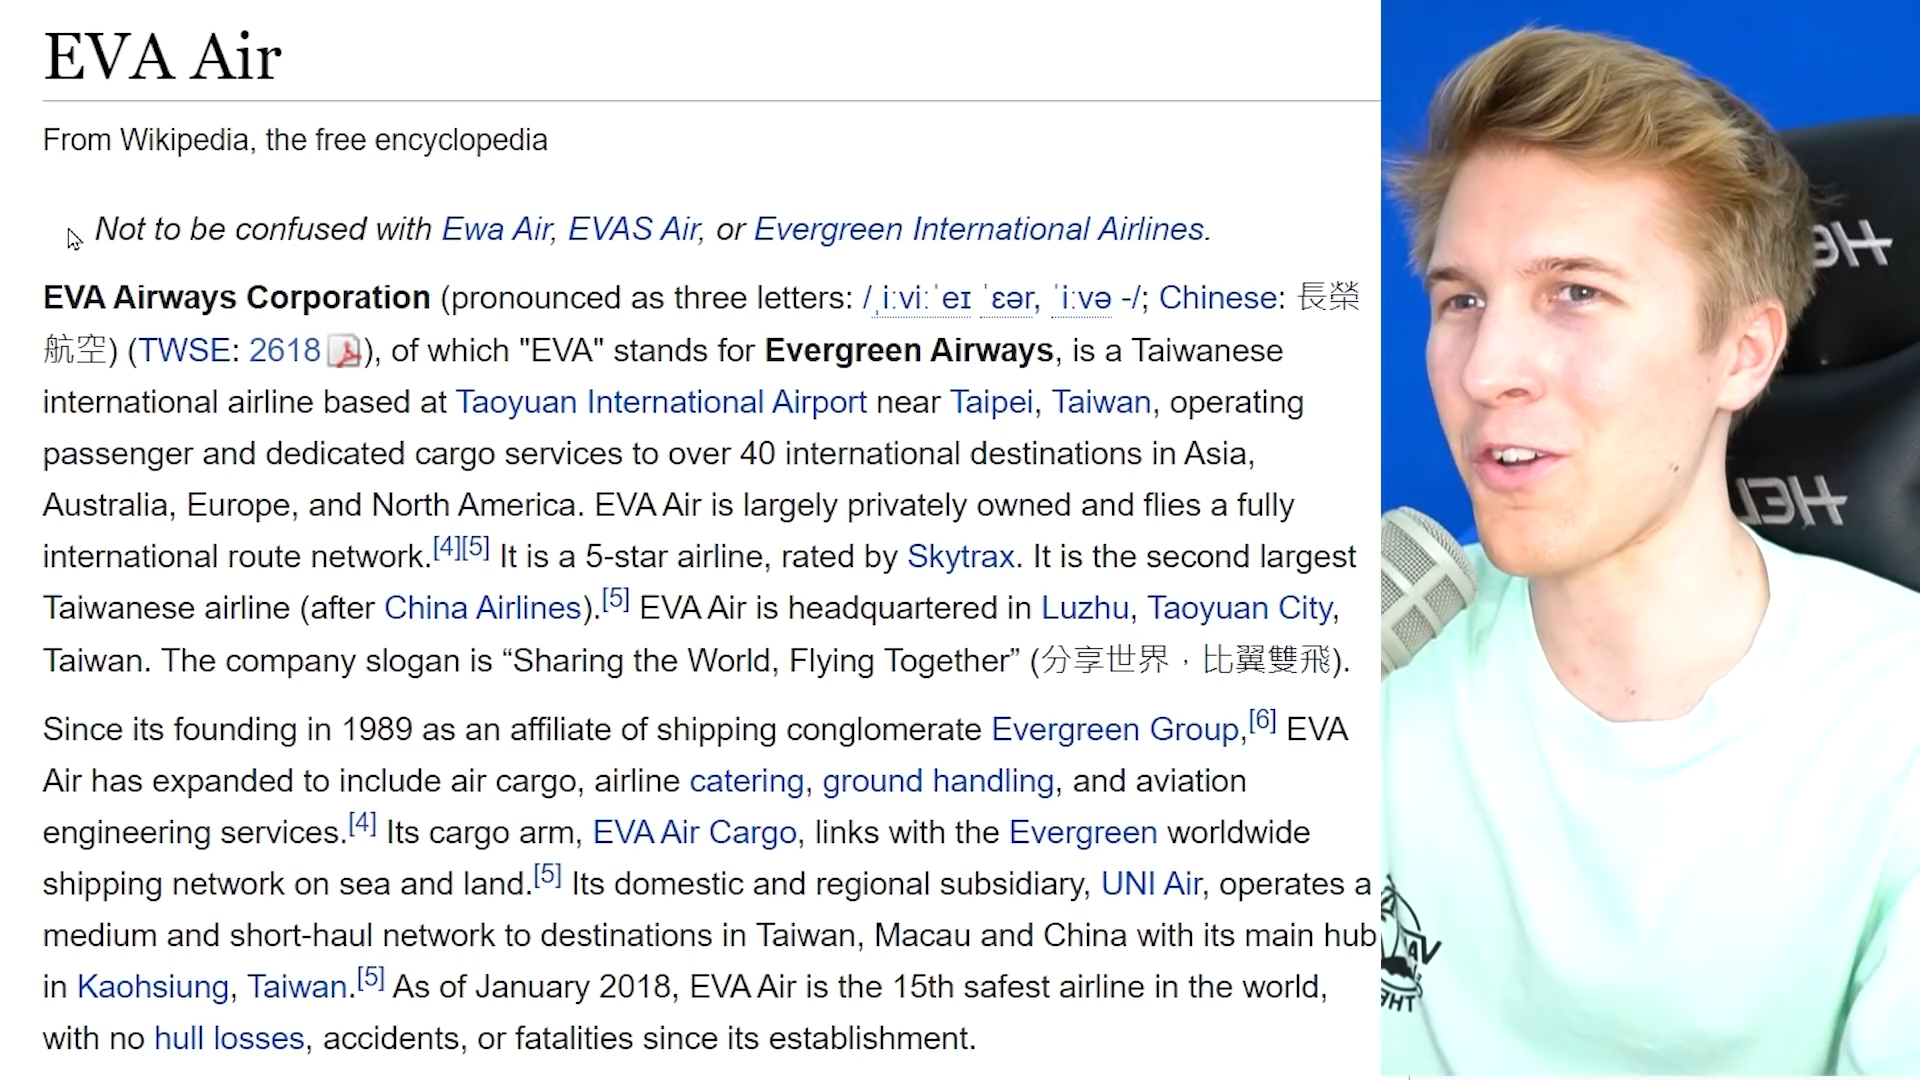 EVA Air
From Wikipedia, the free encyclopedia
Not to be confused with Ewa Air, EVAS Air, or Evergreen International Airlines.
EVA Airways Corporation (pronounced as three letters: /ˌiːviːˈeɪ ˈɛər, ˈiːvə -/; Chinese: 長榮
航空) (TWSE: 2618), of which "EVA" stands for Evergreen Airways, is a Taiwanese
international airline based at Taoyuan International Airport near Taipei, Taiwan, operating
passenger and dedicated cargo services to over 40 international destinations in Asia,
Australia, Europe, and North America. EVA Air is largely privately owned and flies a fully
international route network.[4][5] It is a 5-star airline, rated by Skytrax. It is the second largest
Taiwanese airline (after China Airlines).[5] EVA Air is headquartered in Luzhu, Taoyuan City,
Taiwan. The company slogan is “Sharing the World, Flying Together” (分享世界，比翼雙飛).
Since its founding in 1989 as an affiliate of shipping conglomerate Evergreen Group,[6] EVA
Air has expanded to include air cargo, airline catering, ground handling, and aviation
engineering services.[4] Its cargo arm, EVA Air Cargo, links with the Evergreen worldwide
shipping network on sea and land.[5] Its domestic and regional subsidiary, UNI Air, operates a
medium and short-haul network to destinations in Taiwan, Macau and China with its main hub
in Kaohsiung, Taiwan.[5] As of January 2018, EVA Air is the 15th safest airline in the world,
with no hull losses, accidents, or fatalities since its establishment.